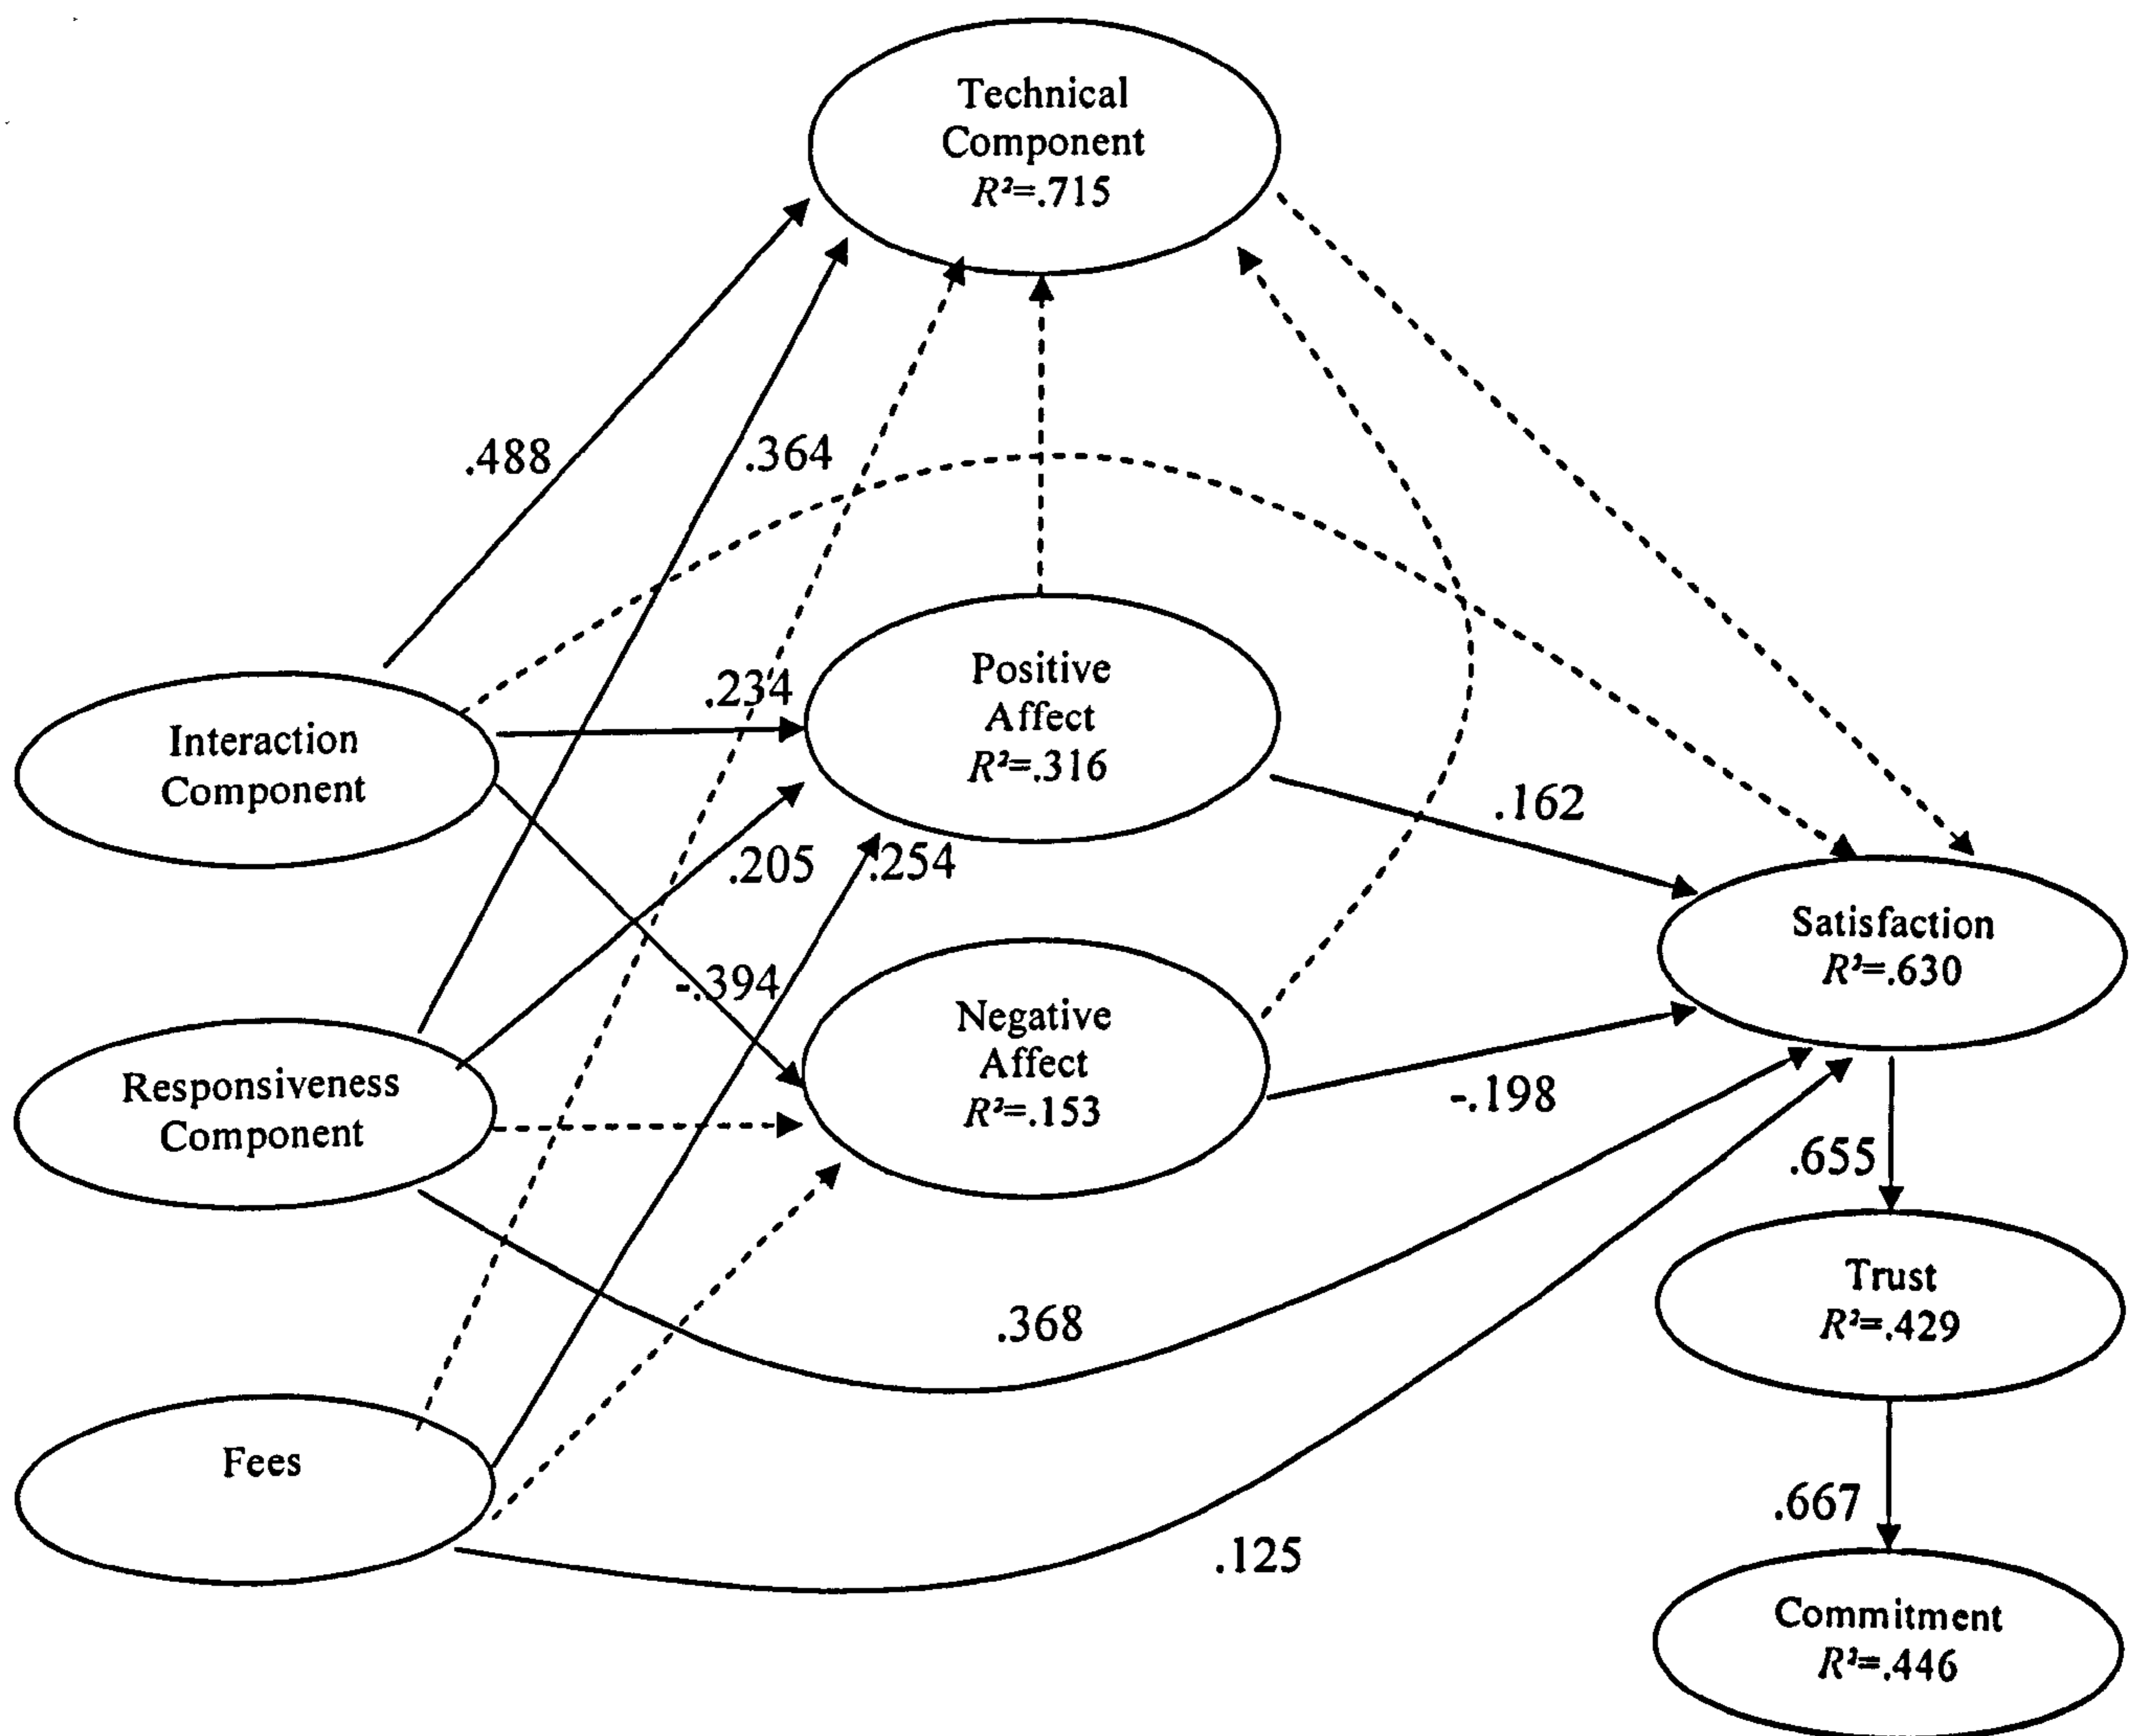 Technical
Component
R²=.715
.488
.364
.234
Positive
Affect
R²=.316
Interaction
Component
.162
.205
.254
Satisfaction
R²=.630
-.394
Negative
Affect
R²=.153
Responsiveness
Component
-.198
.655
Trust
R²=.429
.368
Fees
.667
.125
Commitment
R²=.446